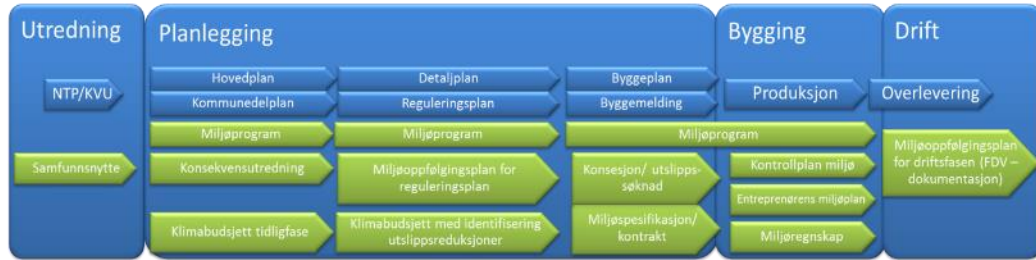 Utredning
Planlegging
Bygging
Drift
Hovedplan
Detaljplan
Byggeplan
NTP/KVU
Kommunedelplan
Reguleringsplan
Byggemelding
Produksjon
Overlevering
Miljøprogram
Miljøprogram
Miljøprogram
Samfunnsnytte
Konsekvensutredning
Miljøoppfølgingsplan for
reguleringsplan
Konsesjon/ utslipps-
søknad
Kontrollplan miljø
Miljøoppfølgingsplan
for driftsfasen (FDV –
dokumentasjon)
Entreprenørens miljøplan
Klimabudsjett tidligfase
Klimabudsjett med identifisering
utslippsreduksjoner
Miljøspesifikasjon/
kontrakt
Miljøregnskap